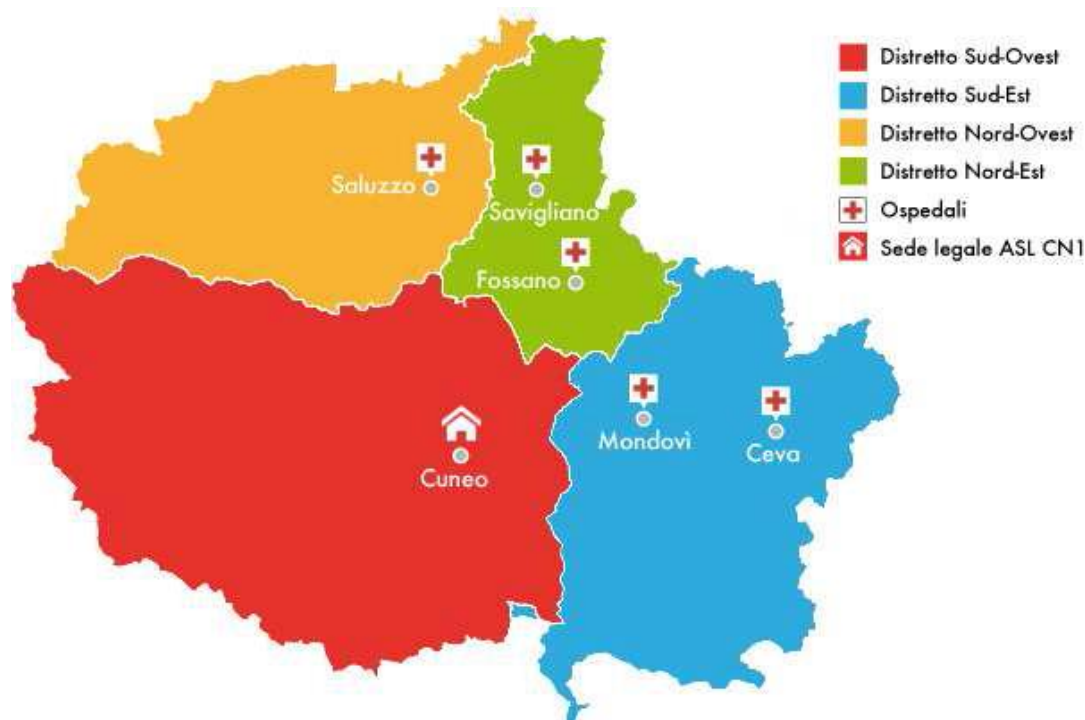 Distretto Sud-Ovest
Distretto Sud-Est
Distretto Nord-Ovest
Distretto Nord-Est
Ospedali
Sede legale ASL CN1
Saluzzo
Savigliano
Fossano
Mondovì
Ceva
Cuneo